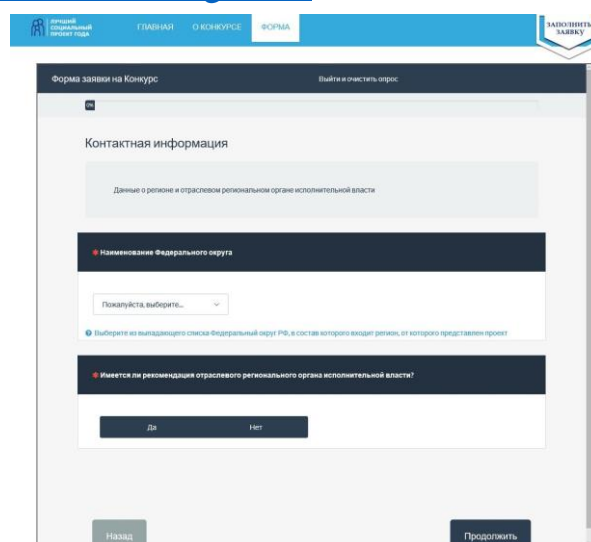 ЛУЧШИЙ
СОЦИАЛЬНЫЙ
ПРОЕКТ ГОДА
ГЛАВНАЯ О КОНКУРСЕ ФОРМА
ЗАПОЛНИТЬ
ЗАЯВКУ
Форма заявки на Конкурс Выйти и очистить опрос
0%
Контактная информация
Данные о регионе и отраслевом региональном органе исполнительной власти
* Наименование Федерального округа
Пожалуйста, выберите...
Выберите из выпадающего списка Федеральный округ РФ, в состав которого входит регион, от которого представлен проект
* Имеется ли рекомендация отраслевого регионального органа исполнительной власти?
Да Нет
Назад Продолжить